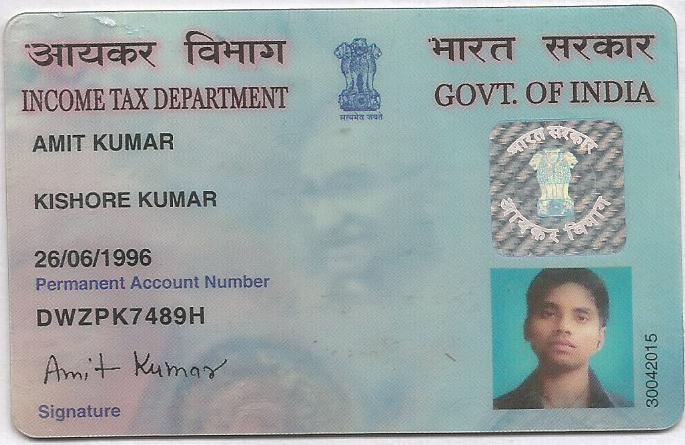 आयकर विभाग
INCOME TAX DEPARTMENT
सत्यमेव जयते
भारत सरकार
GOVT. OF INDIA
AMIT KUMAR
KISHORE KUMAR
26/06/1996
Permanent Account Number
DWZPK7489H
Amit Kumar
Signature
भारत सरकार
आयकर विभाग
30042015